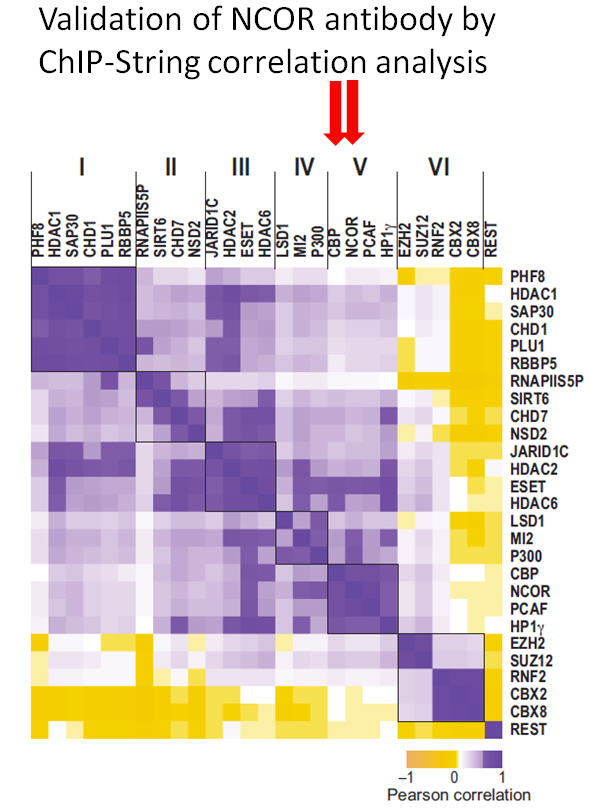 Validation of NCOR antibody by
ChIP-String correlation analysis
I II III IV V VI
PHF8 HDAC1 SAP30 CHD1 PLU1 RBBP5 RNAPIIS5P SIRT6 CHD7 NSD2 JARID1C HDAC2 ESET HDAC6 LSD1 MI2 P300 CBP NCOR PCAF HP1γ EZH2 SUZ12 RNF2 CBX2 CBX8 REST
PHF8
HDAC1
SAP30
CHD1
PLU1
RBBP5
RNAPIIS5P
SIRT6
CHD7
NSD2
JARID1C
HDAC2
ESET
HDAC6
LSD1
MI2
P300
CBP
NCOR
PCAF
HP1γ
EZH2
SUZ12
RNF2
CBX2
CBX8
REST
−1 0 1
Pearson correlation